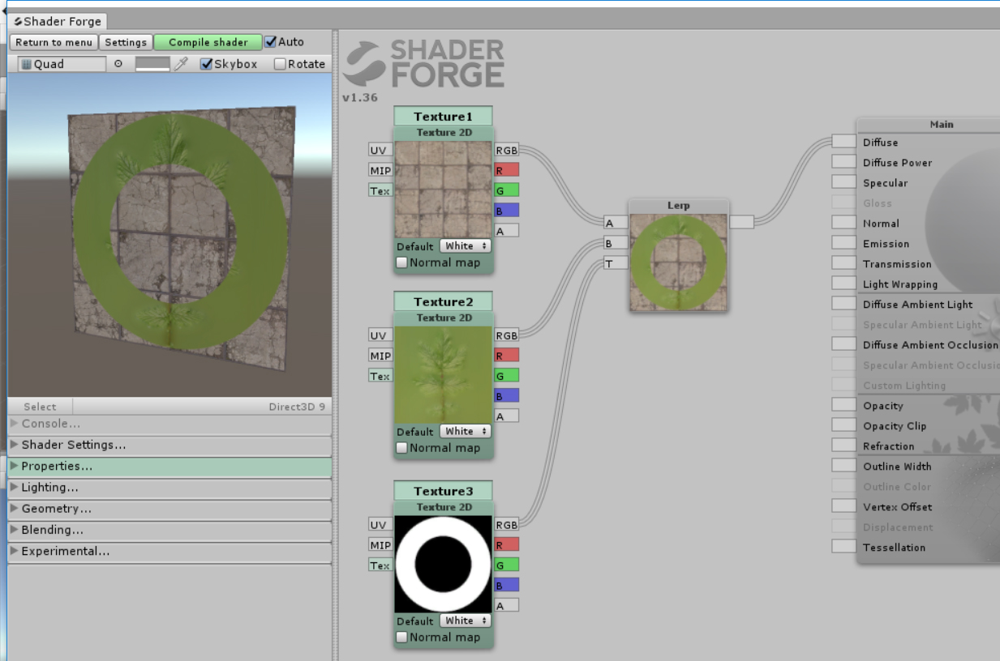 Shader Forge
Return to menu Settings Compile shader Auto
Quad Skybox Rotate
Select Direct3D 9
Console...
Shader Settings...
Properties...
Lighting...
Geometry...
Blending...
Experimental...
SHADER
FORGE
v1.36
Texture1
Texture 2D
UV RGB
MIP R
Tex G
B
A
Default White
Normal map
Texture2
Texture 2D
UV RGB
MIP R
Tex G
B
A
Default White
Normal map
Texture3
Texture 2D
UV RGB
MIP R
Tex G
B
A
Default White
Normal map
Lerp
A
B
T
Main
Diffuse
Diffuse Power
Specular
Gloss
Normal
Emission
Transmission
Light Wrapping
Diffuse Ambient Light
Specular Ambient Light
Diffuse Ambient Occlusion
Specular Ambient Occlusio
Custom Lighting
Opacity
Opacity Clip
Refraction
Outline Width
Outline Color
Vertex Offset
Displacement
Tessellation